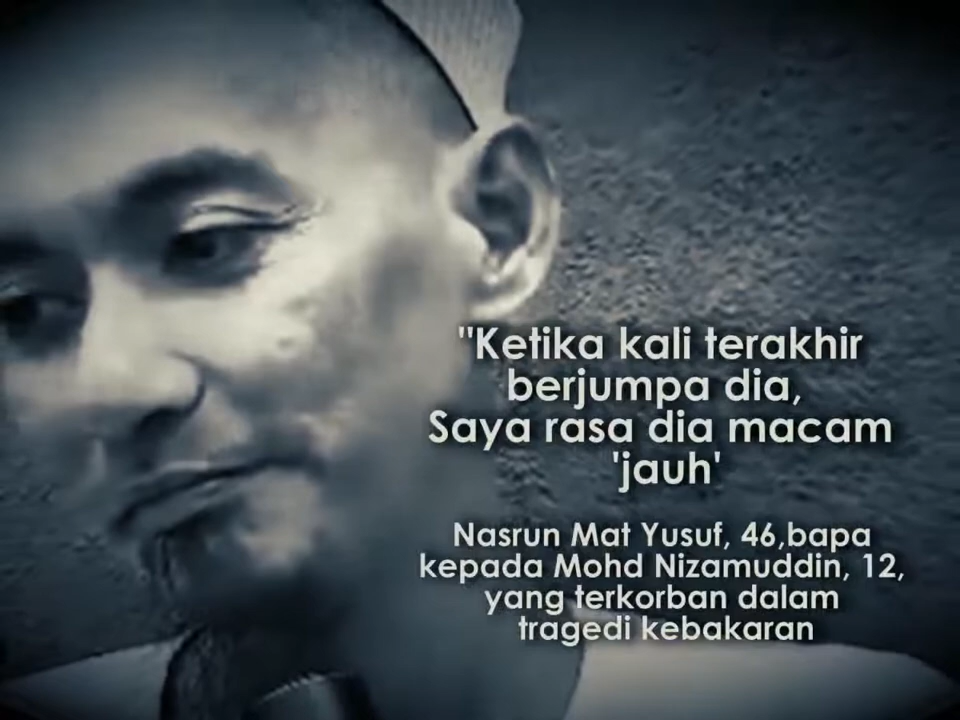 "Ketika kali terakhir
berjumpa dia,
Saya rasa dia macam
'jauh'
Nasrun Mat Yusuf, 46,bapa
kepada Mohd Nizamuddin, 12,
yang terkorban dalam
tragedi kebakaran